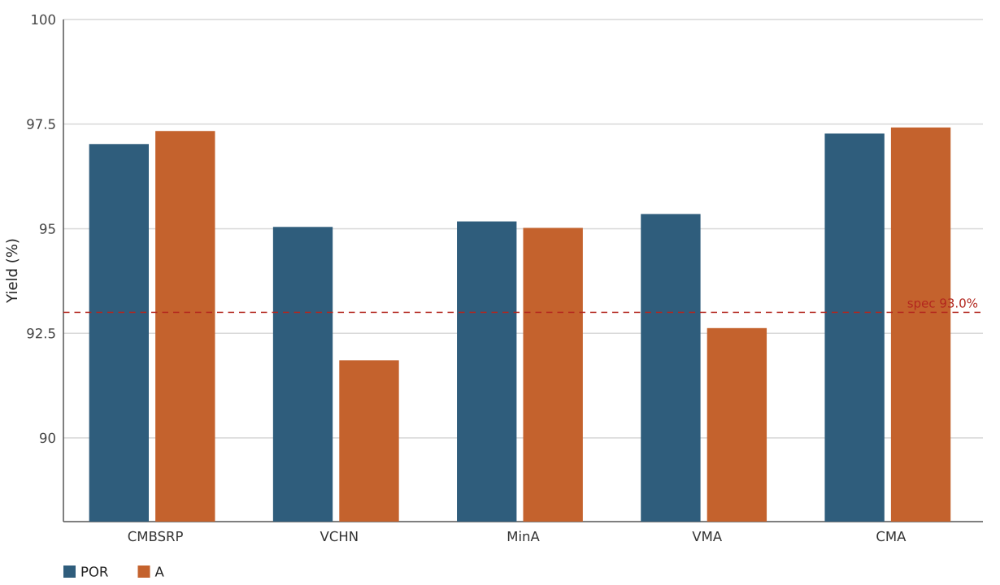 100
97.5
95
92.5
90
Yield (%)
spec 93.0%
CMBSRP VCHN MinA VMA CMA
POR A